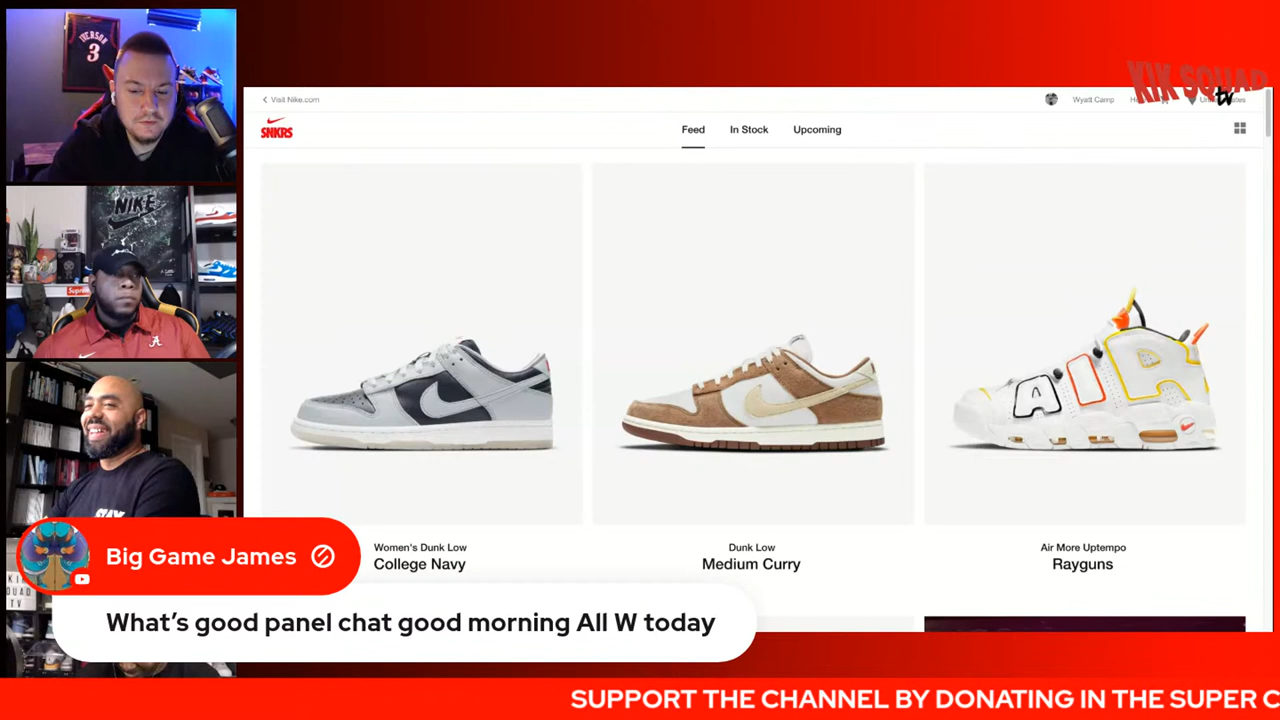 IVERSON
3
NIKE
Supre
A
KIK SQUAD
tv
Visit Nike.com
Wyatt Camp
SNKRS
Feed
In Stock
Upcoming
AIR
Women's Dunk Low
College Navy
Dunk Low
Medium Curry
Air More Uptempo
Rayguns
Big Game James
What's good panel chat good morning All W today
SUPPORT THE CHANNEL BY DONATING IN THE SUPER C